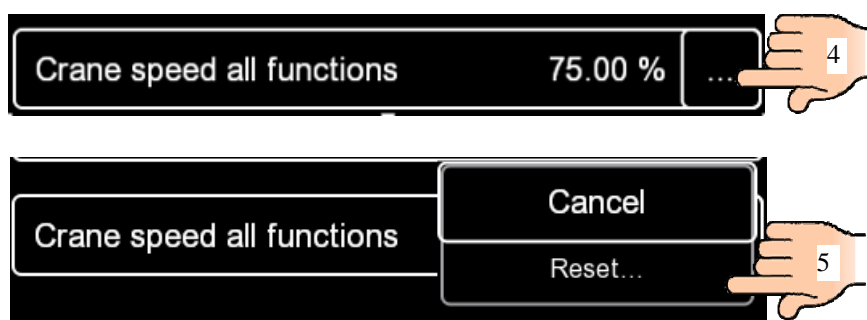 Crane speed all functions 75.00 % ... 4
Cancel
Crane speed all functions
Reset... 5